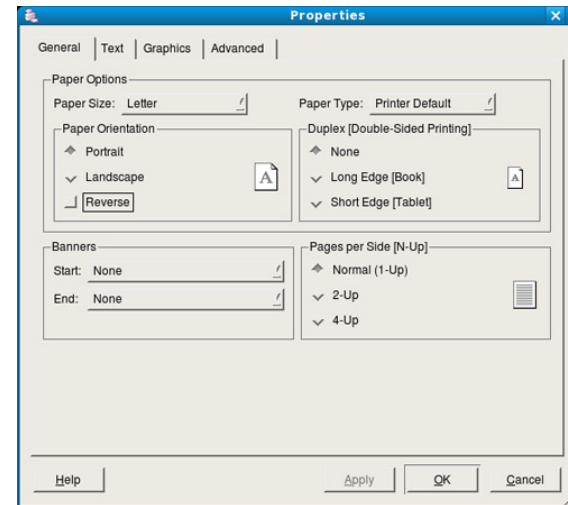 Properties
General Text Graphics Advanced
Paper Options
Paper Size: Letter
Paper Type: Printer Default
Paper Orientation
Portrait
Landscape
Reverse
A
Duplex [Double-Sided Printing]
None
Long Edge [Book]
Short Edge [Tablet]
A
Banners
Start: None
End: None
Pages per Side [N-Up]
Normal (1-Up)
2-Up
4-Up
Help Apply OK Cancel